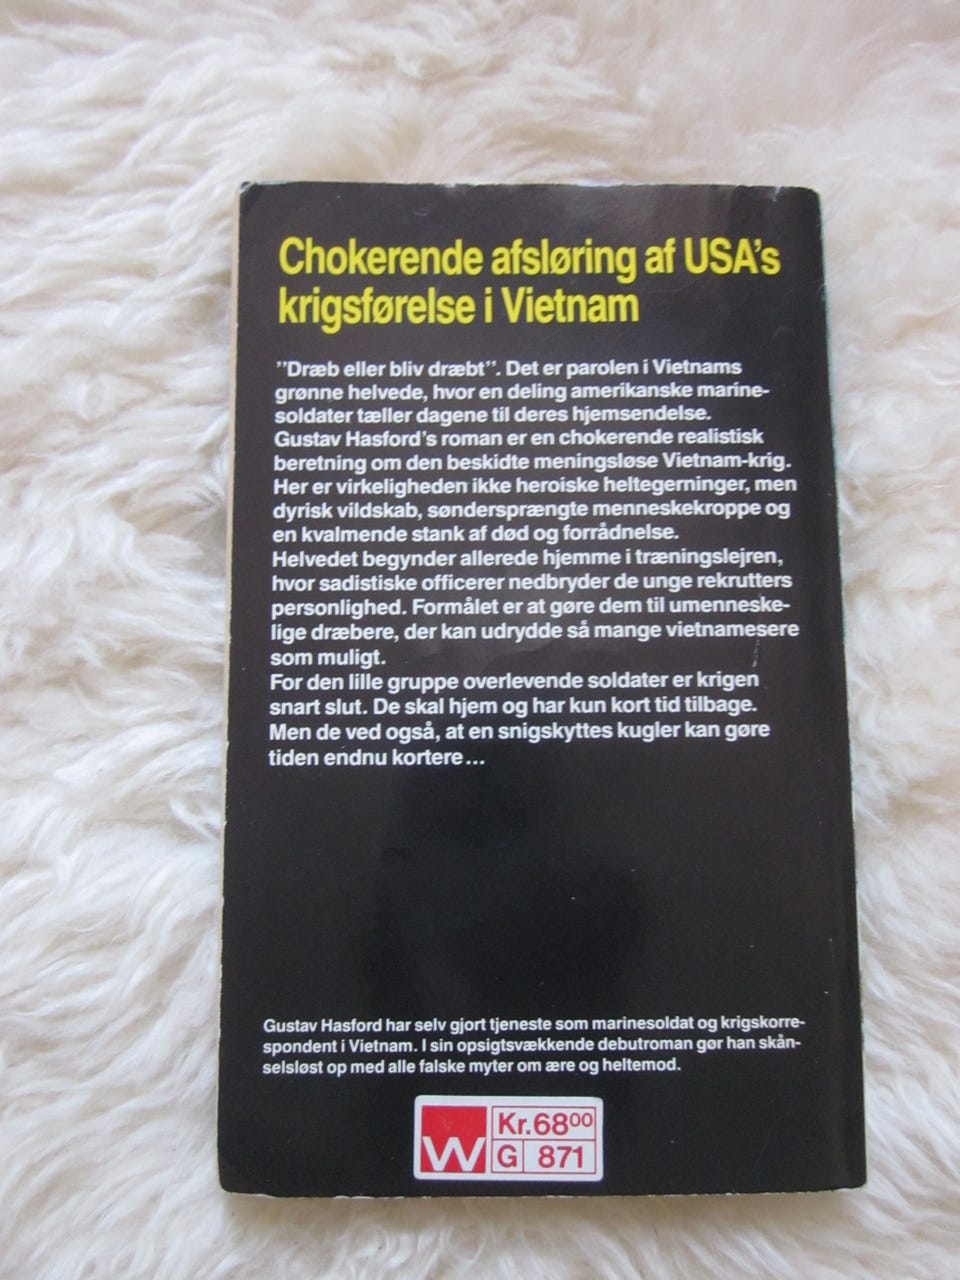 Chokerende afsløring af USA's
krigsførelse i Vietnam
"Dræb eller bliv dræbt". Det er parolen i Vietnams
grønne helvede, hvor en deling amerikanske marine-
soldater tæller dagene til deres hjemsendelse.
Gustav Hasford's roman er en chokerende realistisk
beretning om den beskidte meningsløse Vietnam-krig.
Her er virkeligheden ikke heroiske heltegerninger, men
dyrisk vildskab, søndersprængte menneskekroppe og
en kvalmende stank af død og forrådnelse.
Helvedet begynder allerede hjemme i træningslejren,
hvor sadistiske officerer nedbryder de unge rekrutters
personlighed. Formålet er at gøre dem til umenneske-
lige dræbere, der kan udrydde så mange vietnamesere
som muligt.
For den lille gruppe overlevende soldater er krigen
snart slut. De skal hjem og har kun kort tid tilbage.
Men de ved også, at en snigskyttes kugler kan gøre
tiden endnu kortere...
Gustav Hasford har selv gjort tjeneste som marinesoldat og krigskorre-
spondent i Vietnam. I sin opsigtsvækkende debutroman gør han skån-
selsløst op med alle falske myter om ære og heltemod.
W Kr.6800
G 871